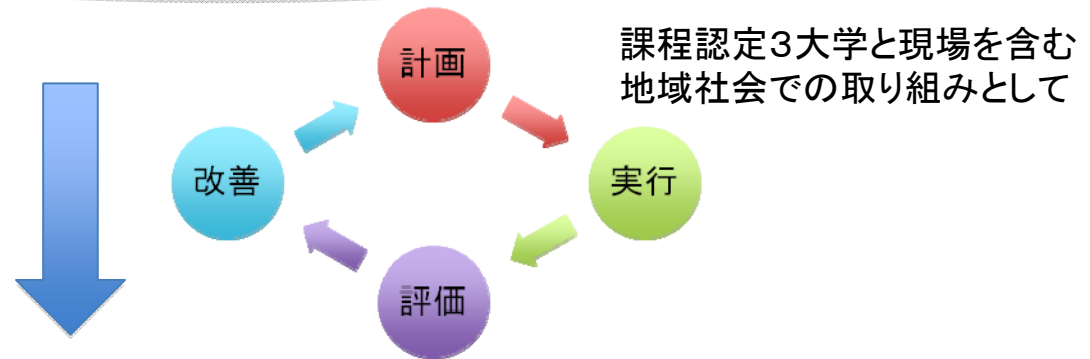 計画
課程認定3大学と現場を含む
地域社会での取り組みとして
改善
実行
評価